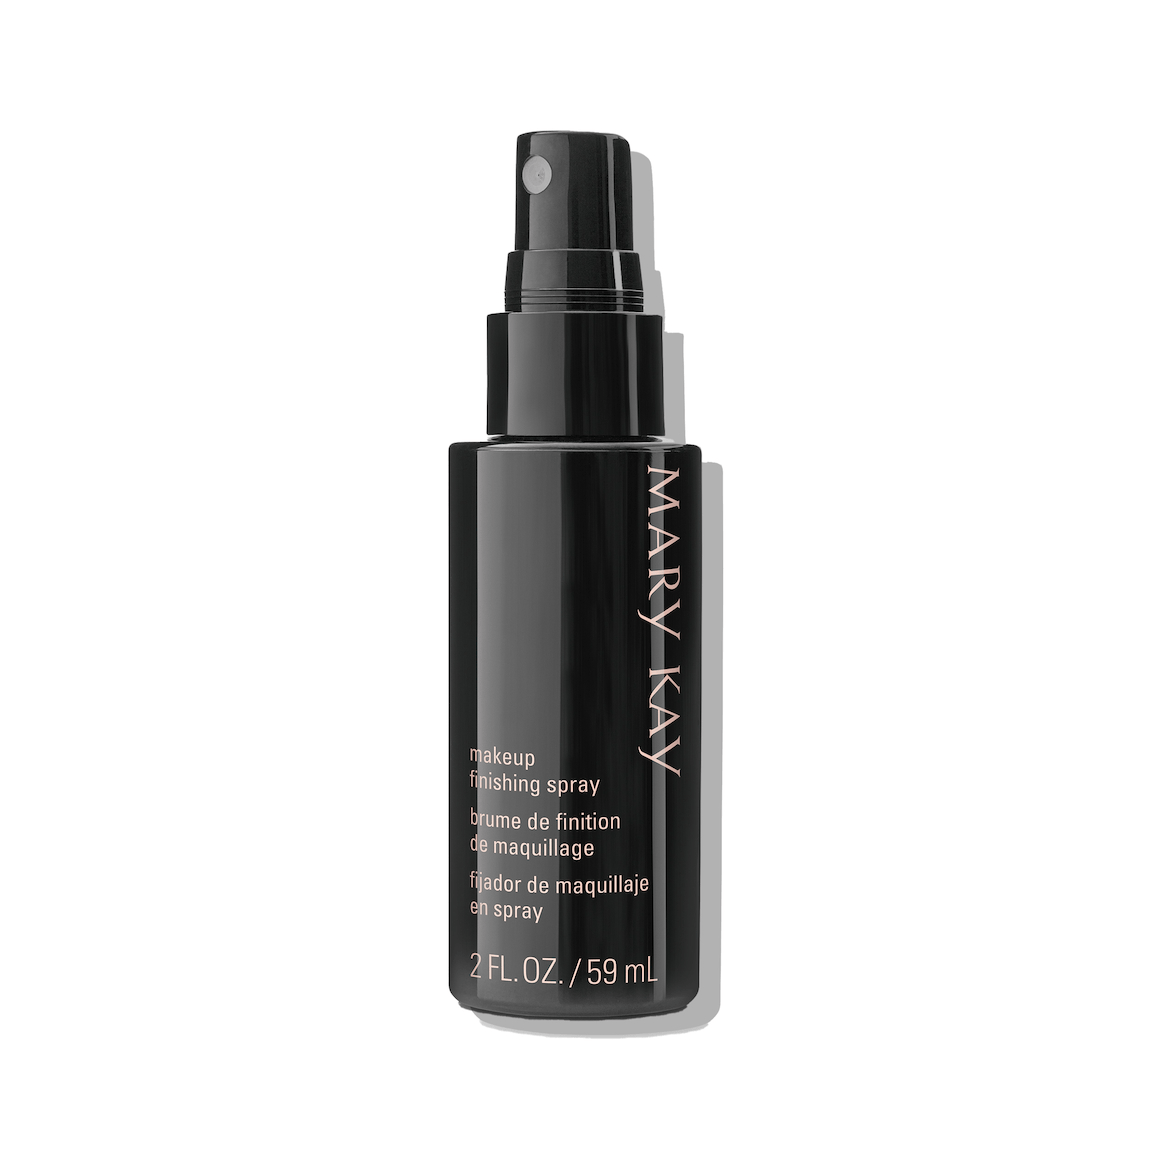 MARY KAY
makeup
finishing spray
brume de finition
de maquillage
fijador de maquillaje
en spray
2 FL. OZ. / 59 mL